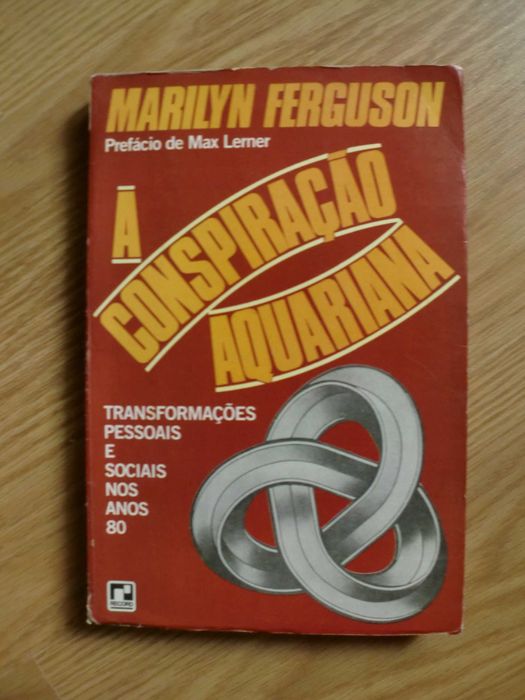 MARILYN FERGUSON
Prefácio de Max Lerner
A
CONSPIRAÇÃO
AQUARIANA
TRANSFORMAÇÕES
PESSOAIS
E
SOCIAIS
NOS
ANOS
80
RECORD